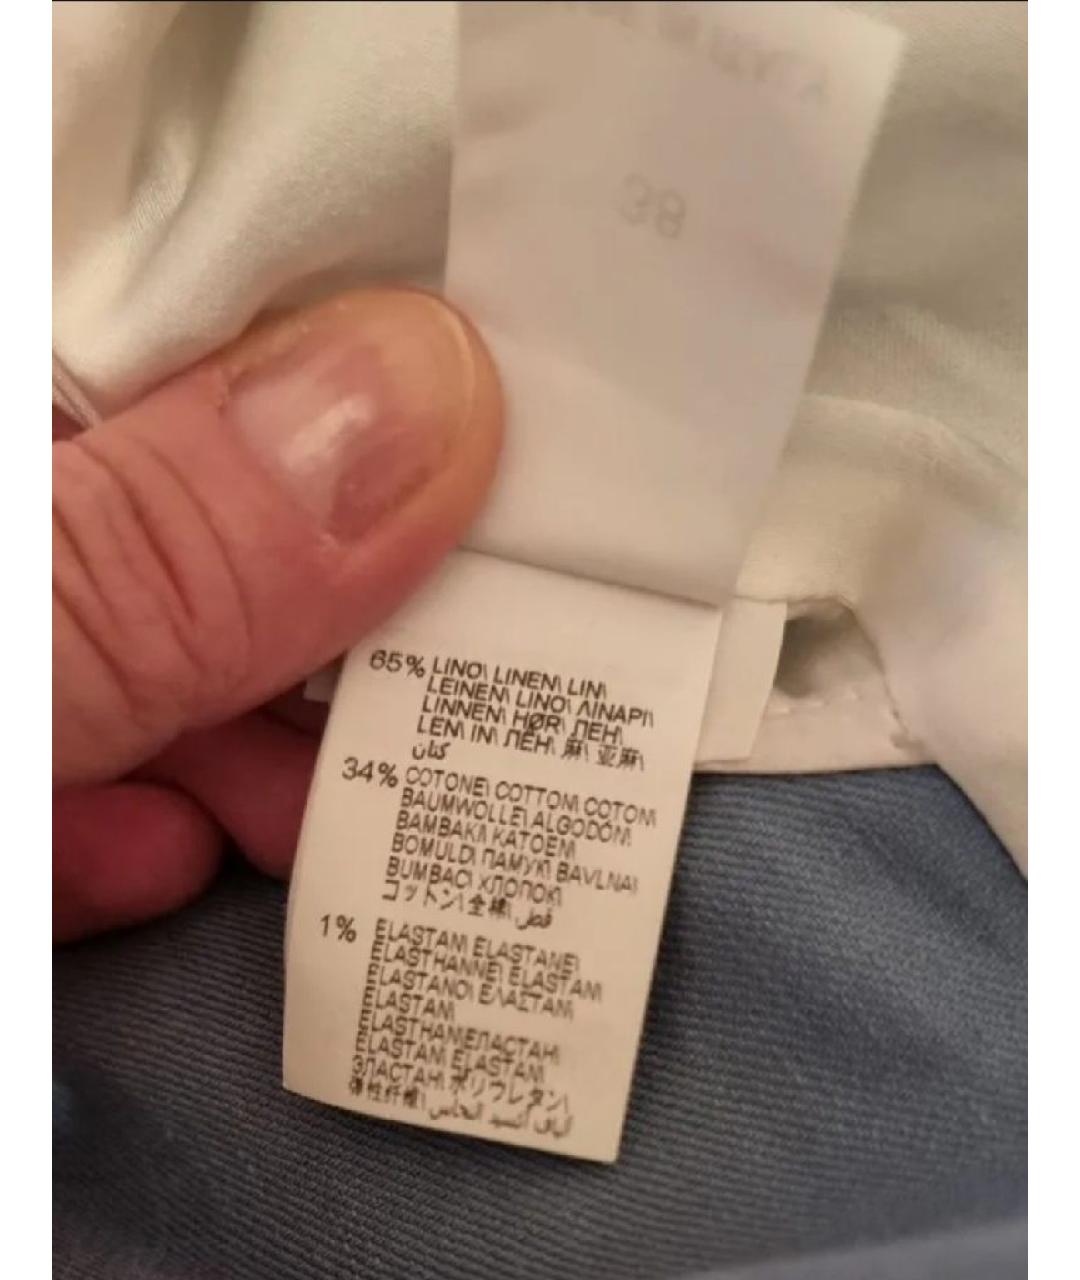 38
65% LINO\ LINEN\ LIN\
LEINEN\ LINO\ ΛΙΝΑΡΙ\
LINNEN\ HØR\ ЛЕН\
LEN\ IN\ ЛЕН\ 麻\ 亚麻\
كتان
34% COTONE\ COTTON\ COTON\
BAUMWOLLE\ ALGODÓN\
BAMBAKI\ KATOEN\
BOMULD\ ПАМУК\ BAVLNA\
BUMBAC\ ХЛОПОК\
コットン\ 全棉\ قطن
1% ELASTAN\ ELASTANE\
ELASTHANNE\ ELASTAN\
ELASTANO\ ΕΛΑΣΤΑΝ\
ELASTAN\
ELASTHAN\ЕЛАСТАН\
ELASTAN\ ELASTAN\
ЭЛАСТАН\ ポリウレタン\
弹性纤维\